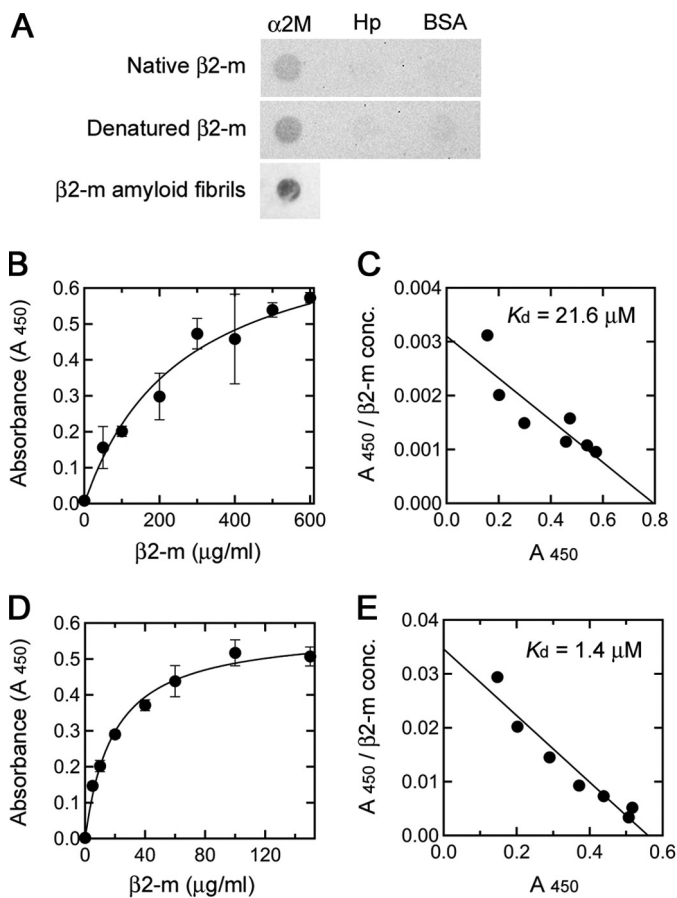 A
α2M Hp BSA
Native β2-m
Denatured β2-m
β2-m amyloid fibrils
B
Absorbance (A 450)
0.6
0.5
0.4
0.3
0.2
0.1
0.0
0 200 400 600
β2-m (μg/ml)
C
A 450 / β2-m conc.
0.004
0.003
0.002
0.001
0.000
Kd = 21.6 μM
0.0 0.2 0.4 0.6 0.8
A 450
D
Absorbance (A 450)
0.6
0.5
0.4
0.3
0.2
0.1
0.0
0 40 80 120
β2-m (μg/ml)
E
A 450 / β2-m conc.
0.04
0.03
0.02
0.01
0.00
Kd = 1.4 μM
0.0 0.2 0.4 0.6
A 450